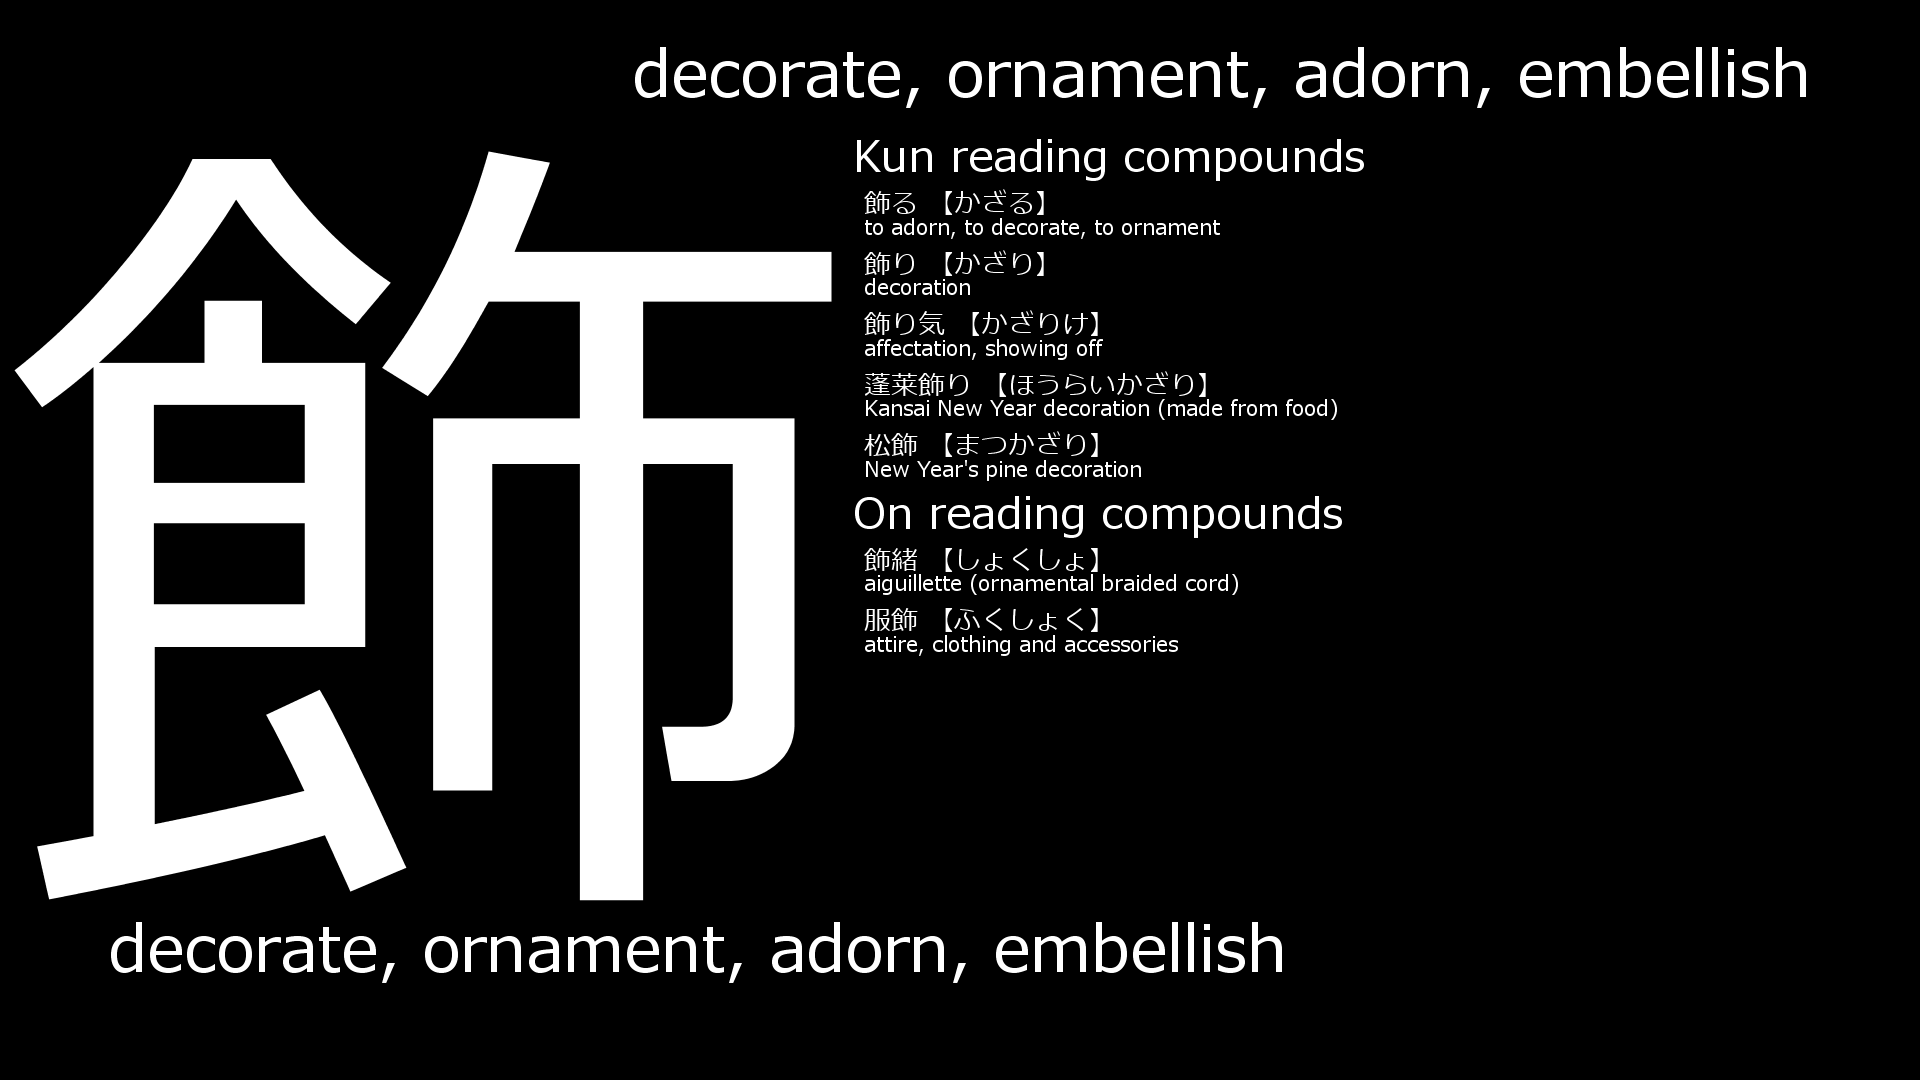 decorate, ornament, adorn, embellish
飾
Kun reading compounds
飾る 【かざる】
to adorn, to decorate, to ornament
飾り 【かざり】
decoration
飾り気 【かざりけ】
affectation, showing off
蓬莱飾り 【ほうらいかざり】
Kansai New Year decoration (made from food)
松飾 【まつかざり】
New Year's pine decoration
On reading compounds
飾緒 【しょくしょ】
aiguillette (ornamental braided cord)
服飾 【ふくしょく】
attire, clothing and accessories
decorate, ornament, adorn, embellish